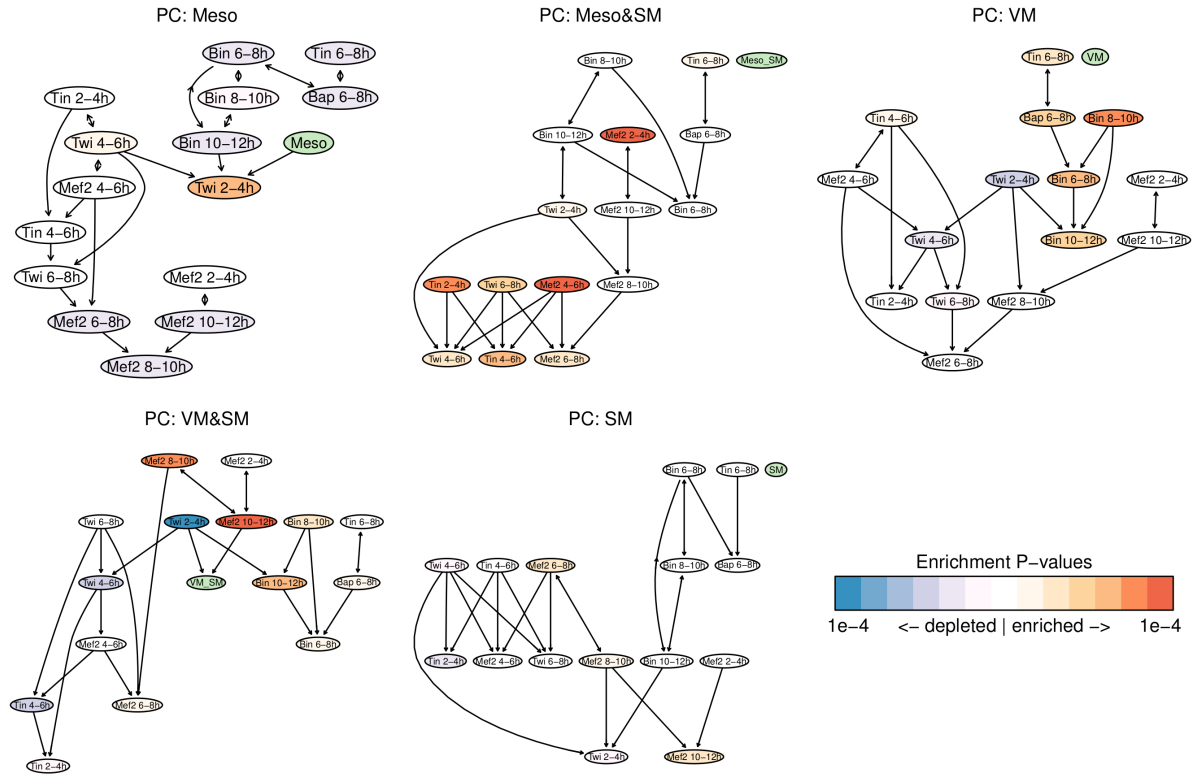 PC: Meso
Bin 6−8h
Tin 6−8h
Tin 2−4h
Bin 8−10h
Bap 6−8h
Twi 4−6h
Bin 10−12h
Meso
Mef2 4−6h
Twi 2−4h
Tin 4−6h
Twi 6−8h
Mef2 2−4h
Mef2 6−8h
Mef2 10−12h
Mef2 8−10h
PC: Meso&SM
Bin 8−10h
Tin 6−8h
Meso_SM
Bin 10−12h
Mef2 2−4h
Bap 6−8h
Twi 2−4h
Mef2 10−12h
Bin 6−8h
Tin 2−4h
Twi 6−8h
Mef2 4−6h
Mef2 8−10h
Twi 4−6h
Tin 4−6h
Mef2 6−8h
PC: VM
Tin 6−8h
VM
Tin 4−6h
Bap 6−8h
Bin 8−10h
Mef2 4−6h
Twi 2−4h
Bin 6−8h
Mef2 2−4h
Twi 4−6h
Bin 10−12h
Mef2 10−12h
Tin 2−4h
Twi 6−8h
Mef2 8−10h
Mef2 6−8h
PC: VM&SM
Mef2 8−10h
Mef2 2−4h
Twi 6−8h
Twi 2−4h
Mef2 10−12h
Bin 8−10h
Tin 6−8h
Twi 4−6h
VM_SM
Bin 10−12h
Bap 6−8h
Mef2 4−6h
Bin 6−8h
Tin 4−6h
Mef2 6−8h
Tin 2−4h
PC: SM
Bin 6−8h
Tin 6−8h
SM
Twi 4−6h
Tin 4−6h
Mef2 6−8h
Bin 8−10h
Bap 6−8h
Tin 2−4h
Mef2 4−6h
Twi 6−8h
Mef2 8−10h
Bin 10−12h
Mef2 2−4h
Twi 2−4h
Mef2 10−12h
Enrichment P−values
1e−4 <− depleted | enriched −> 1e−4